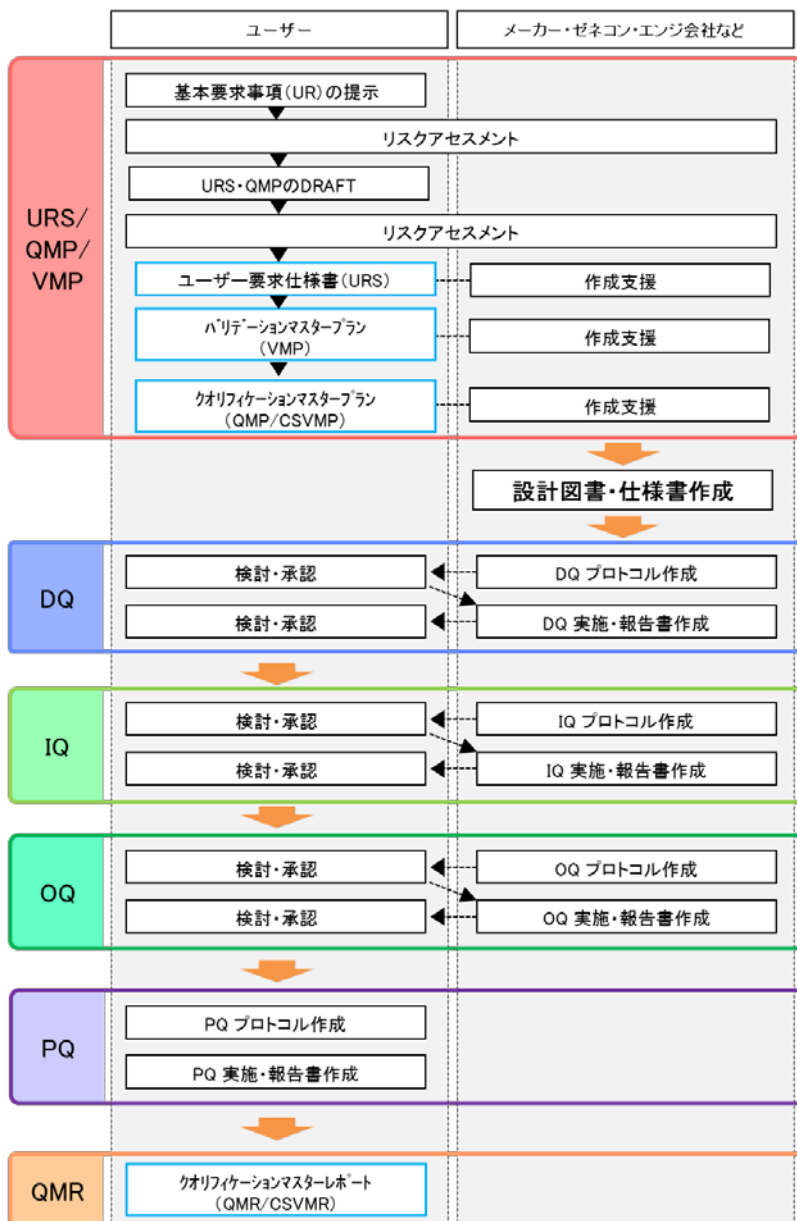 ユーザー
メーカー・ゼネコン・エンジ会社など
URS/
QMP/
VMP
基本要求事項(UR)の提示
リスクアセスメント
URS・QMPのDRAFT
リスクアセスメント
ユーザー要求仕様書(URS)
作成支援
バリデーションマスタープラン
(VMP)
作成支援
クオリフィケーションマスタープラン
(QMP/CSVMP)
作成支援
設計図書・仕様書作成
DQ
検討・承認
DQ プロトコル作成
検討・承認
DQ 実施・報告書作成
IQ
検討・承認
IQ プロトコル作成
検討・承認
IQ 実施・報告書作成
OQ
検討・承認
OQ プロトコル作成
検討・承認
OQ 実施・報告書作成
PQ
PQ プロトコル作成
PQ 実施・報告書作成
QMR
クオリフィケーションマスターレポート
(QMR/CSVMR)